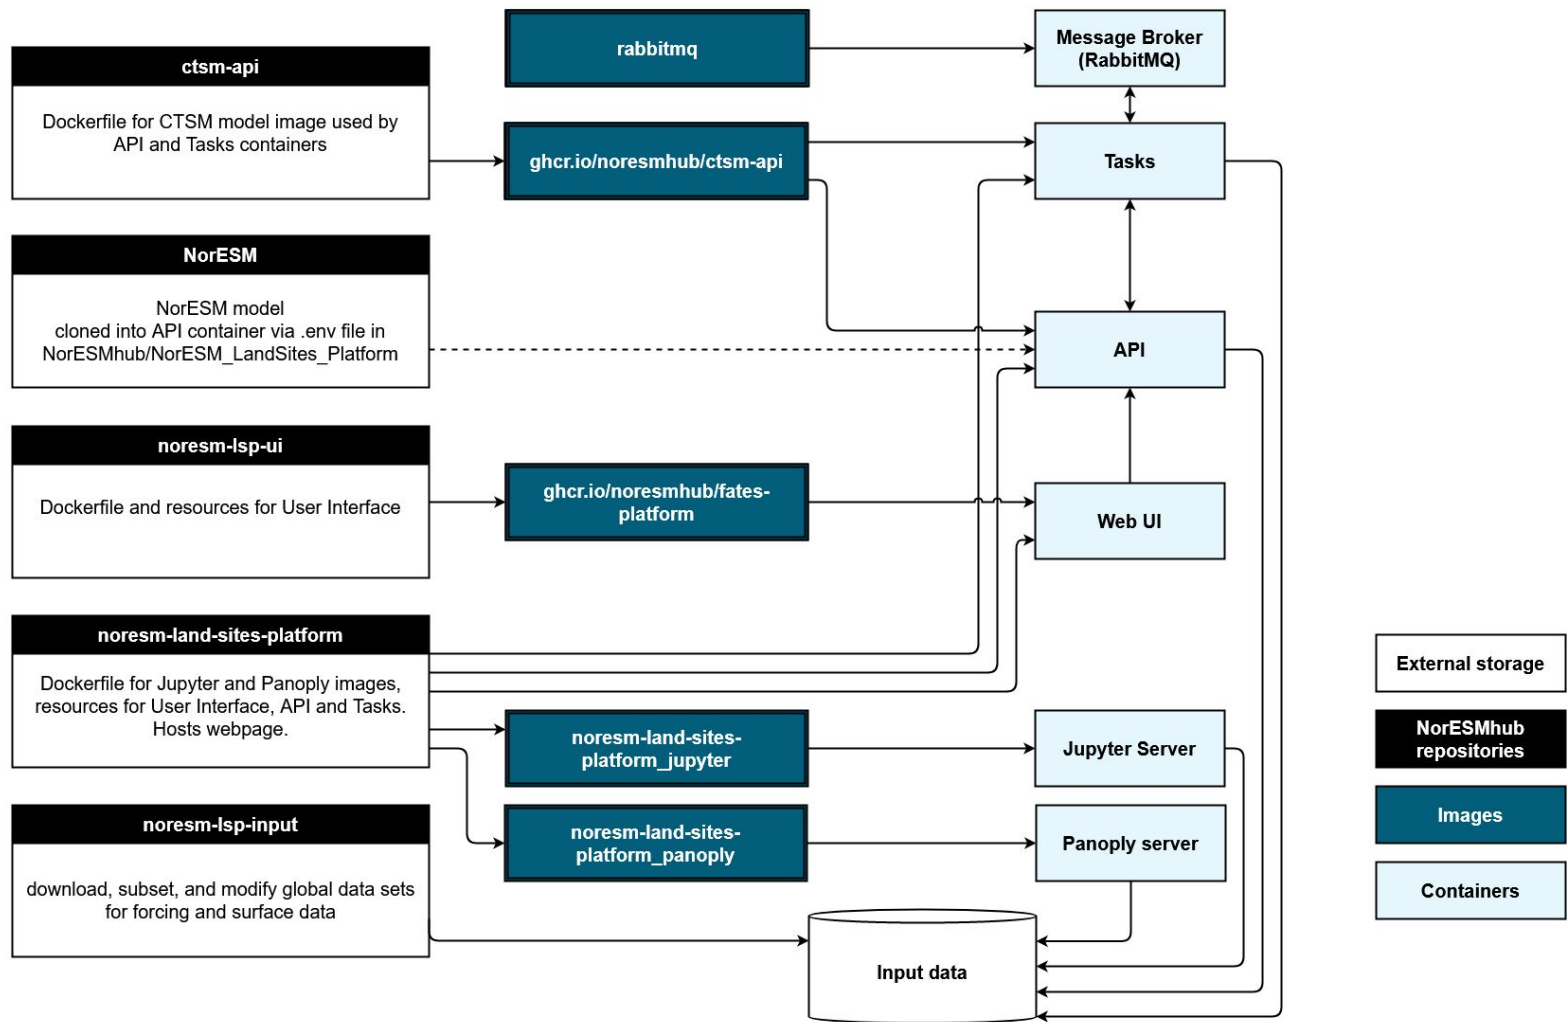 ctsm-api
Dockerfile for CTSM model image used by
API and Tasks containers
NorESM
NorESM model
cloned into API container via .env file in
NorESMhub/NorESM_LandSites_Platform
noresm-lsp-ui
Dockerfile and resources for User Interface
noresm-land-sites-platform
Dockerfile for Jupyter and Panoply images,
resources for User Interface, API and Tasks.
Hosts webpage.
noresm-lsp-input
download, subset, and modify global data sets
for forcing and surface data
rabbitmq
ghcr.io/noresmhub/ctsm-api
ghcr.io/noresmhub/fates-
platform
noresm-land-sites-
platform_jupyter
noresm-land-sites-
platform_panoply
Message Broker
(RabbitMQ)
Tasks
API
Web UI
Jupyter Server
Panoply server
Input data
External storage
NorESMhub
repositories
Images
Containers